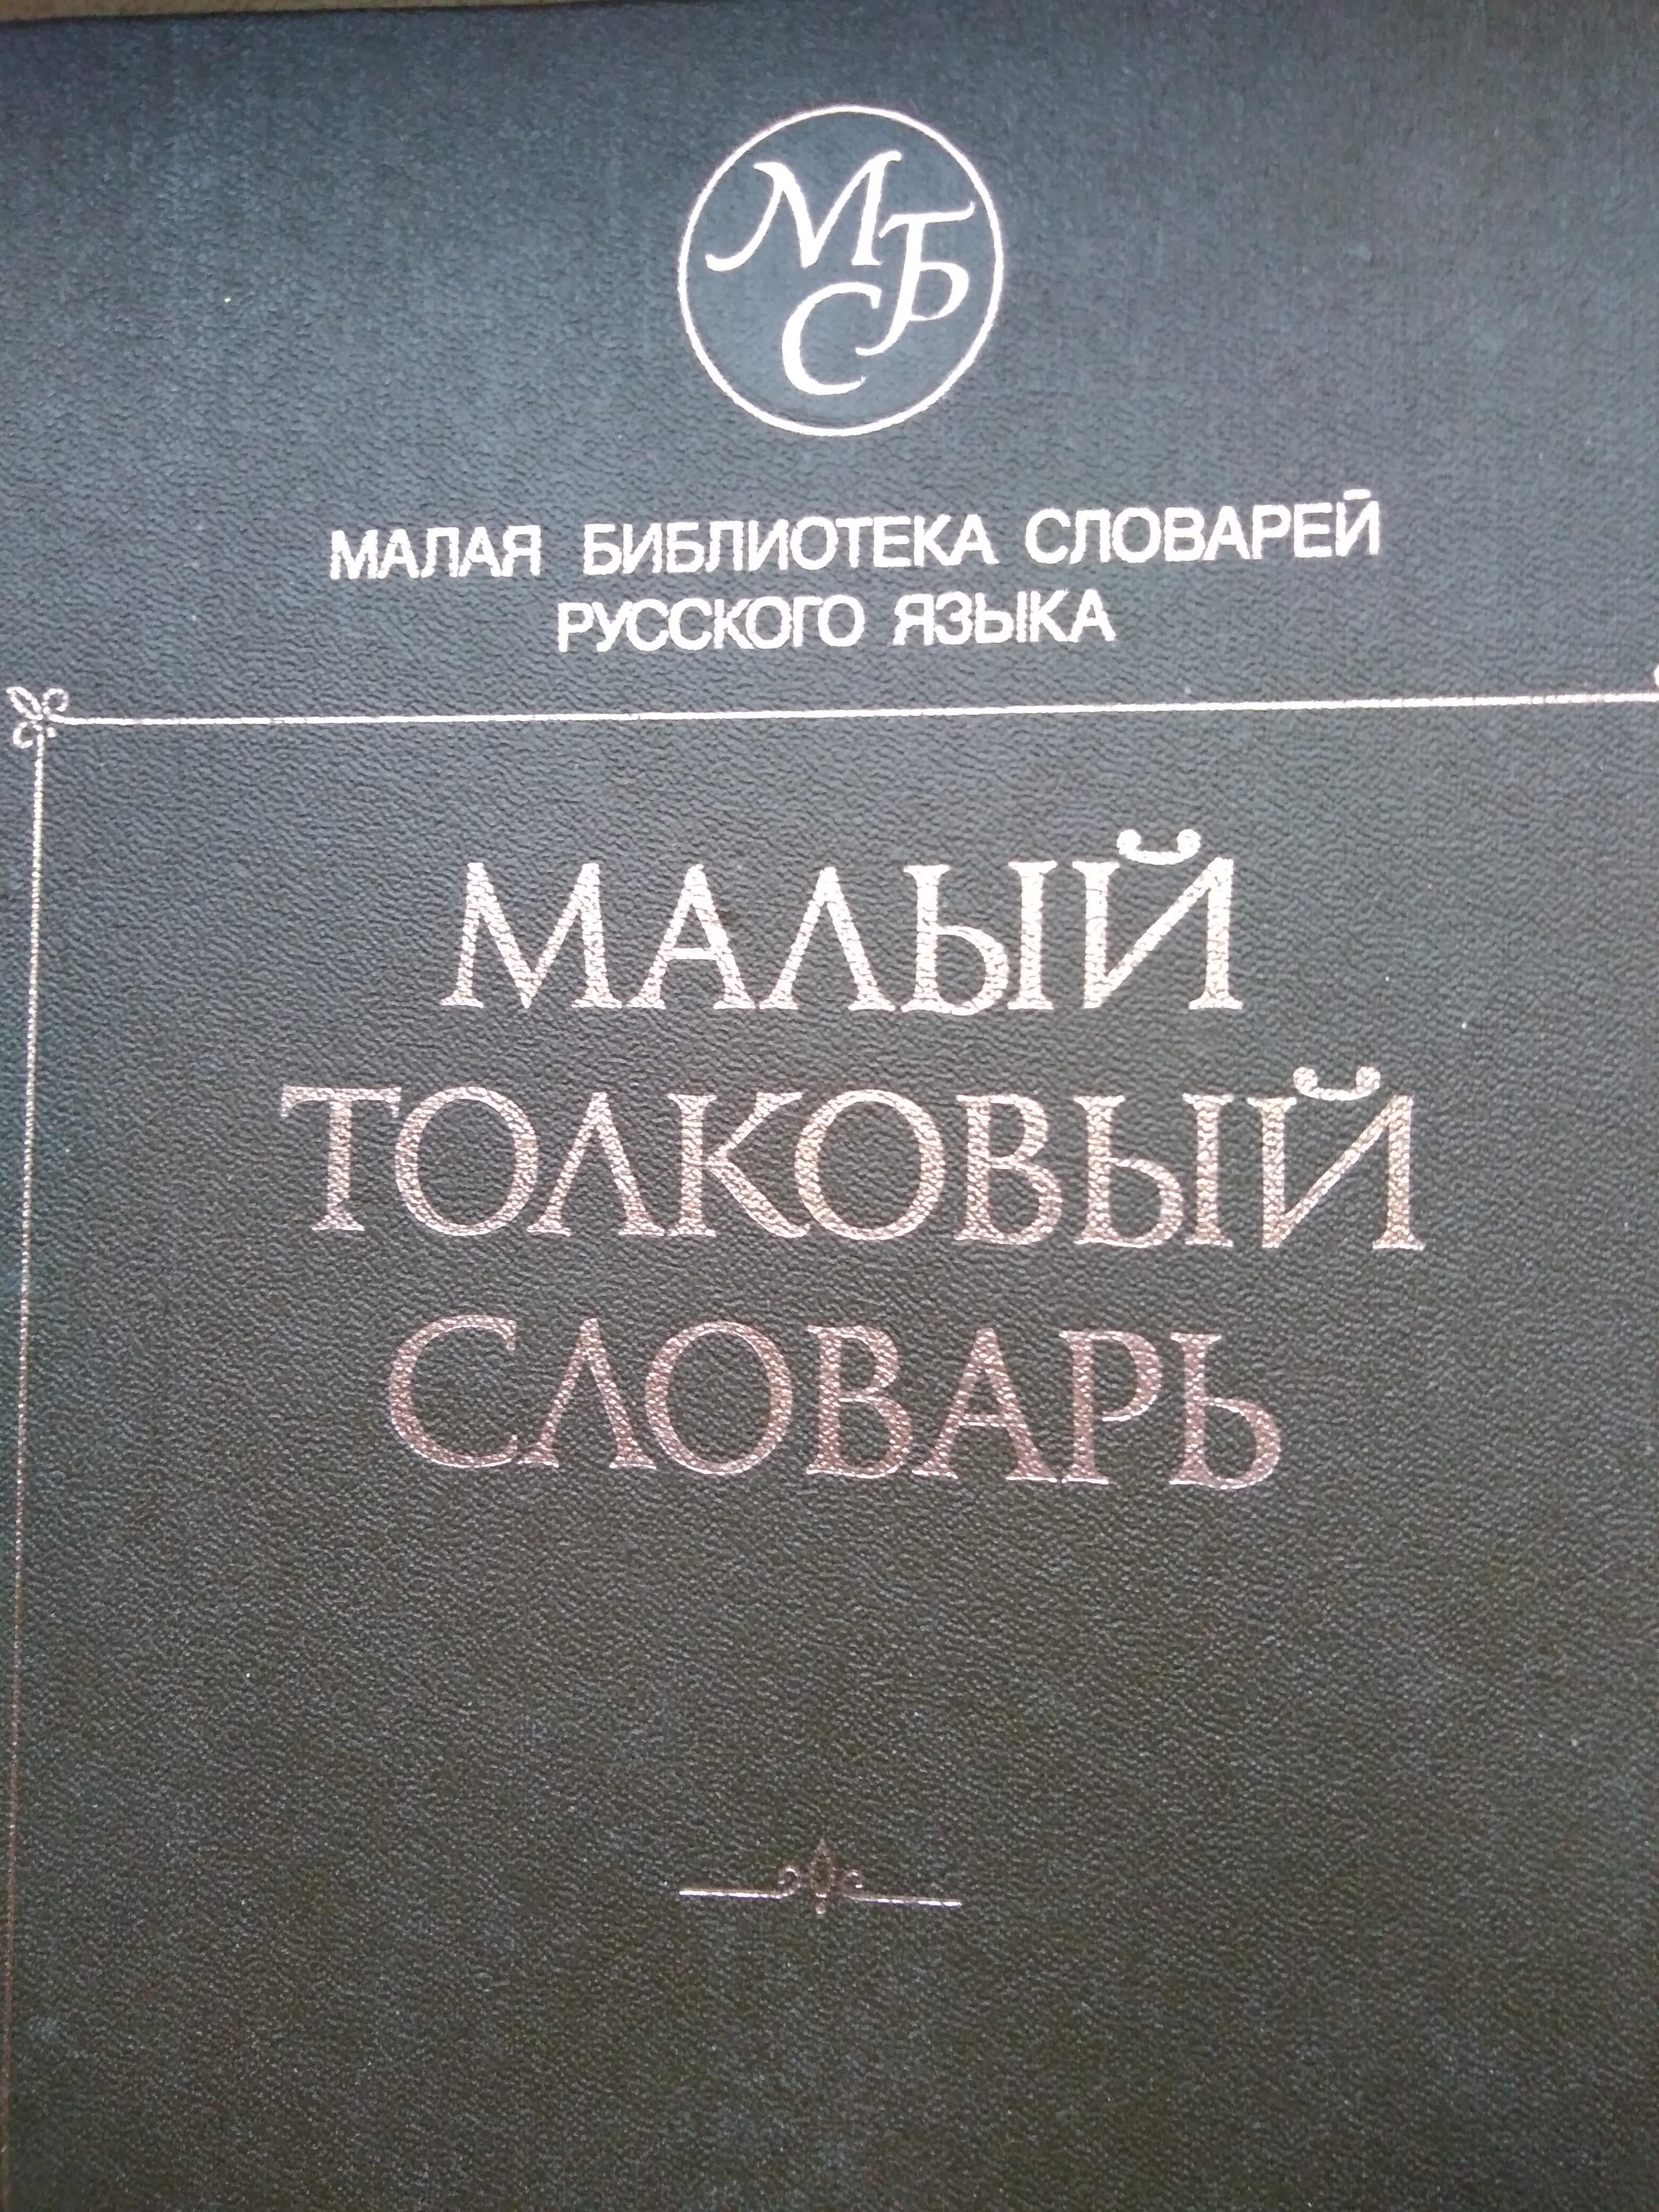 МБС
МАЛАЯ БИБЛИОТЕКА СЛОВАРЕЙ
РУССКОГО ЯЗЫКА
МАЛЫЙ
ТОЛКОВЫЙ
СЛОВАРЬ